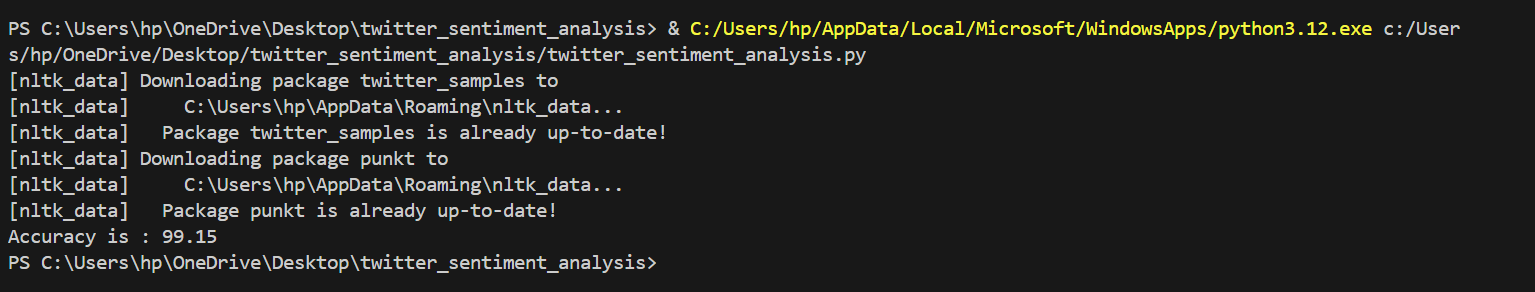 PS C:\Users\hp\OneDrive\Desktop\twitter_sentiment_analysis> & C:/Users/hp/AppData/Local/Microsoft/WindowsApps/python3.12.exe c:/User
s/hp/OneDrive/Desktop/twitter_sentiment_analysis/twitter_sentiment_analysis.py
[nltk_data] Downloading package twitter_samples to
[nltk_data]     C:\Users\hp\AppData\Roaming\nltk_data...
[nltk_data]   Package twitter_samples is already up-to-date!
[nltk_data] Downloading package punkt to
[nltk_data]     C:\Users\hp\AppData\Roaming\nltk_data...
[nltk_data]   Package punkt is already up-to-date!
Accuracy is : 99.15
PS C:\Users\hp\OneDrive\Desktop\twitter_sentiment_analysis>